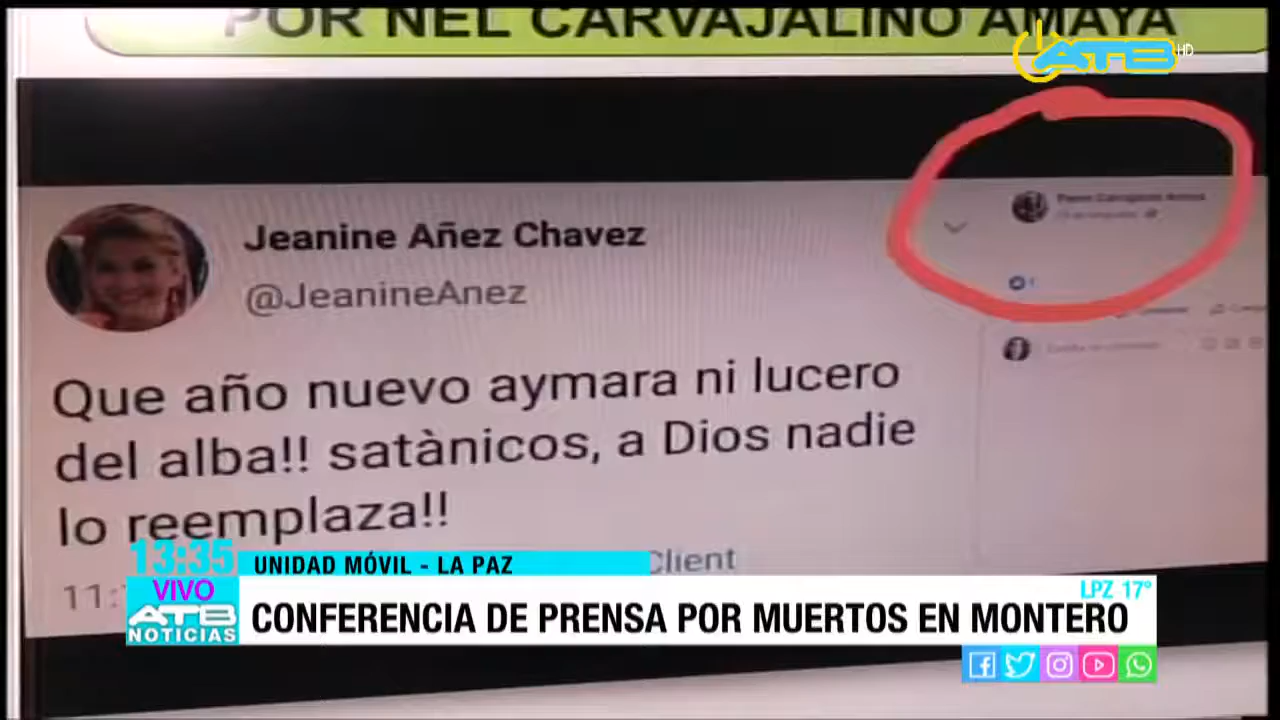 POR NEL CARVAJALINO AMAYA
ATB HD
Jeanine Añez Chavez
@JeanineAnez
Que año nuevo aymara ni lucero
del alba!! satànicos, a Dios nadie
lo reemplaza!!
11:
Client
13:35
UNIDAD MÓVIL - LA PAZ
VIVO
LPZ 17°
ATB
NOTICIAS
CONFERENCIA DE PRENSA POR MUERTOS EN MONTERO